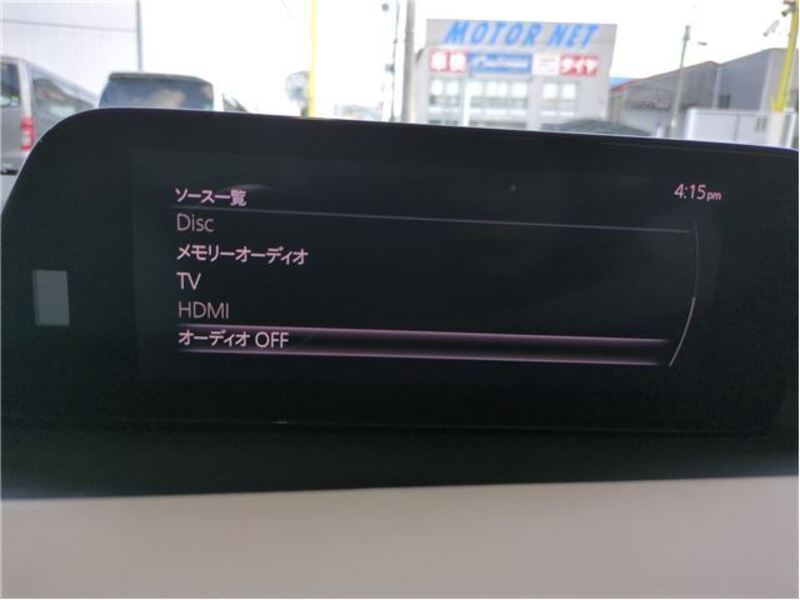 MOTOR NET
車検
タイヤ
ソース一覧
4:15pm
Disc
メモリーオーディオ
TV
HDMI
オーディオ OFF